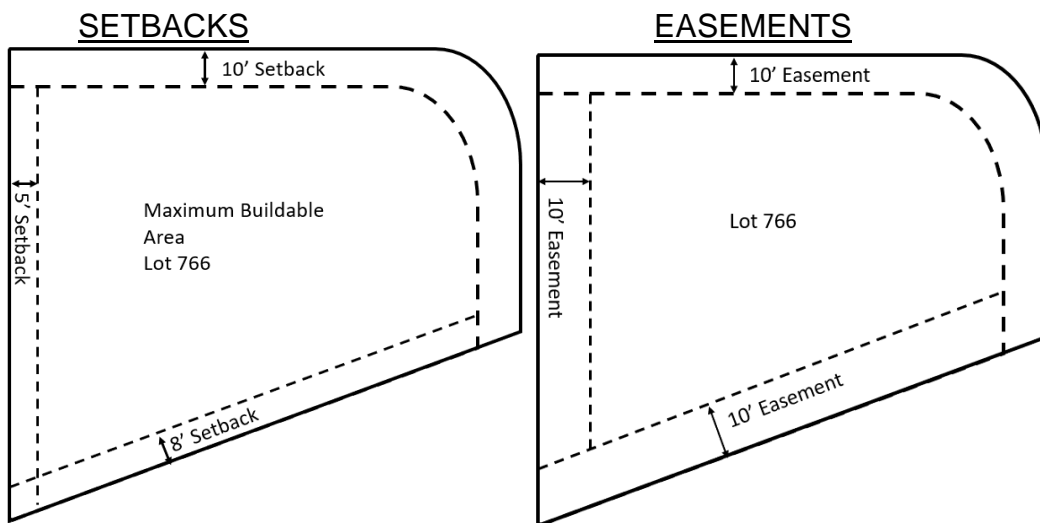 SETBACKS
10’ Setback
5’ Setback
Maximum Buildable
Area
Lot 766
8’ Setback
EASEMENTS
10’ Easement
10’ Easement
Lot 766
10’ Easement